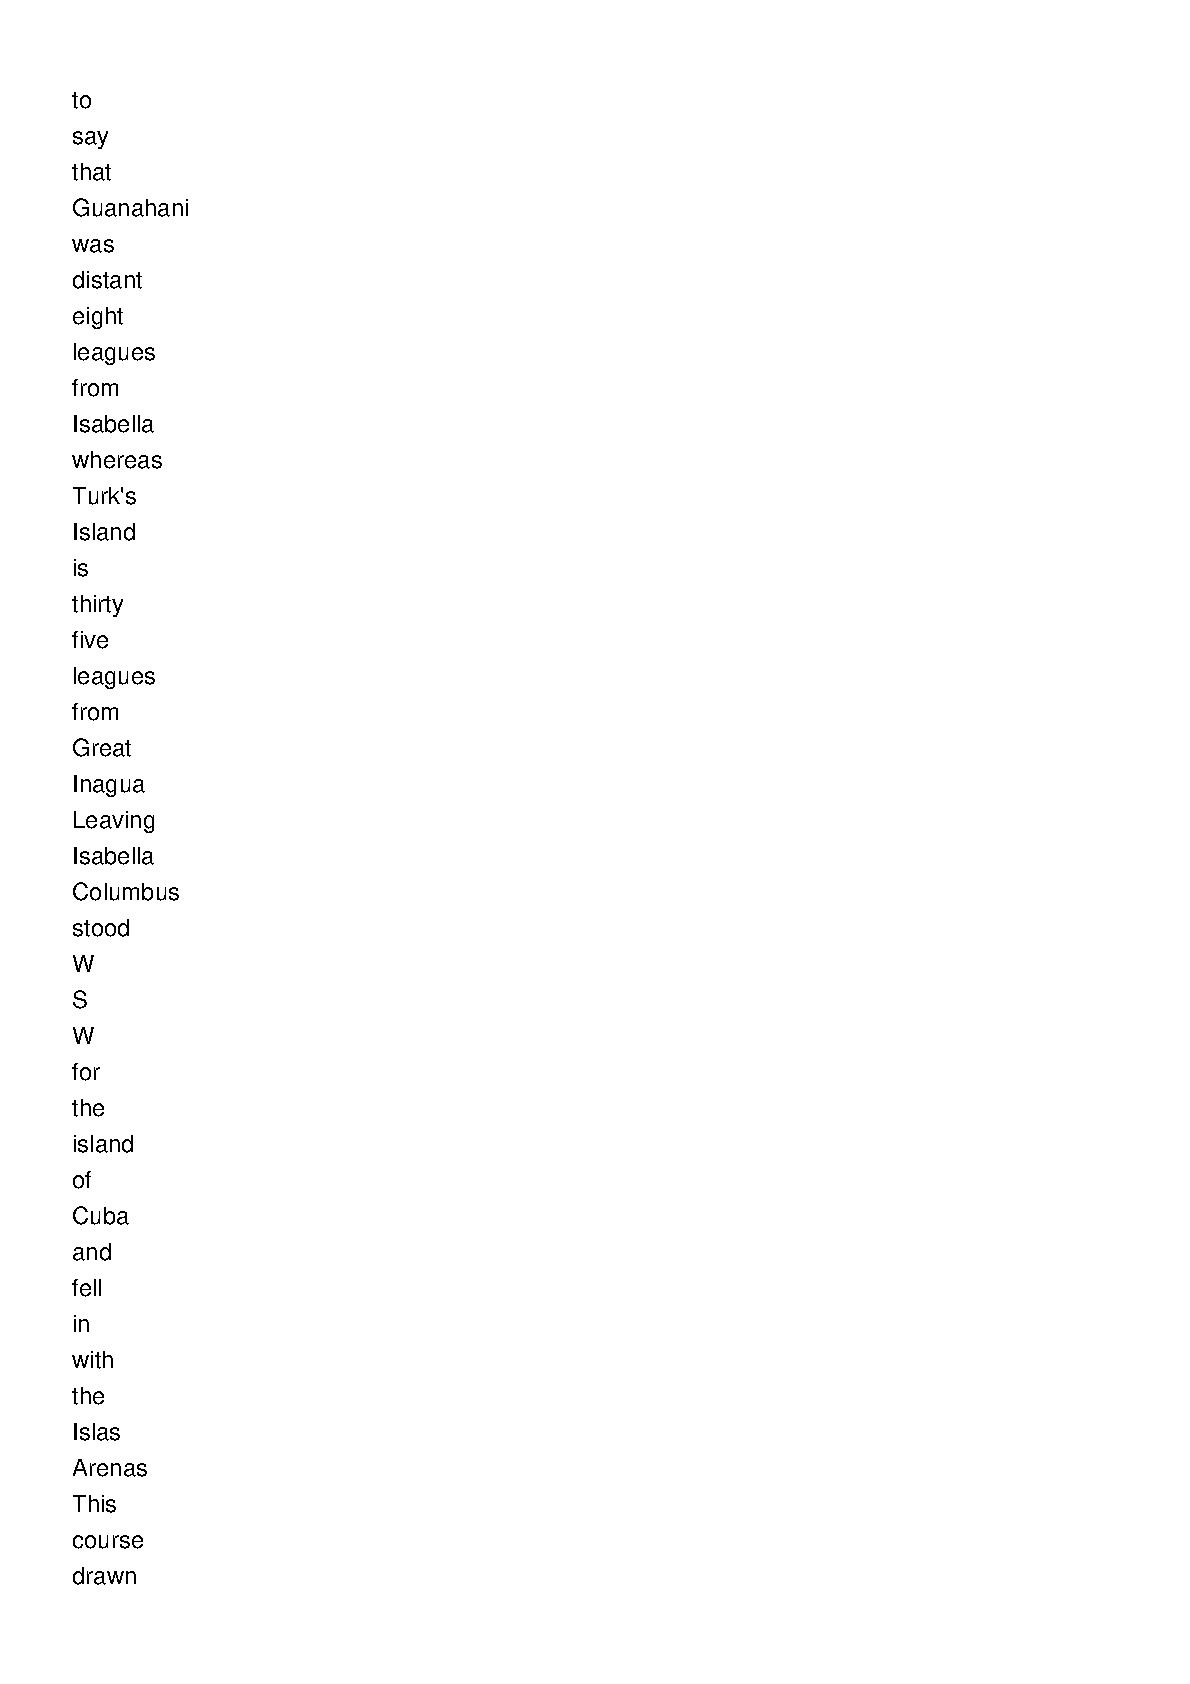 to
say
that
Guanahani
was
distant
eight
leagues
from
Isabella
whereas
Turk's
Island
is
thirty
five
leagues
from
Great
Inagua
Leaving
Isabella
Columbus
stood
W
S
W
for
the
island
of
Cuba
and
fell
in
with
the
Islas
Arenas
This
course
drawn